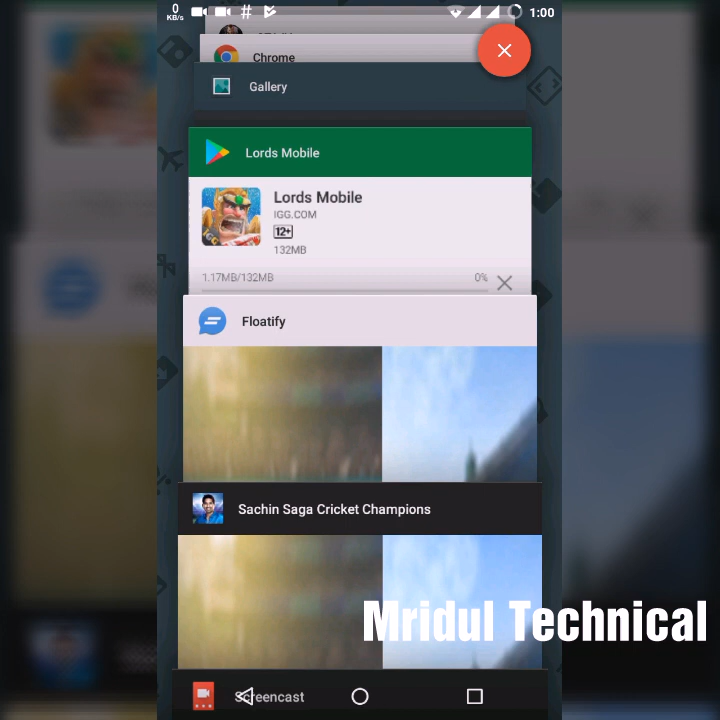 0
KB/s
1:00
Chrome
Gallery
Lords Mobile
Lords Mobile
IGG.COM
12+
132MB
1.17MB/132MB
0%
Floatify
Sachin Saga Cricket Champions
Mridul Technical
Screencast